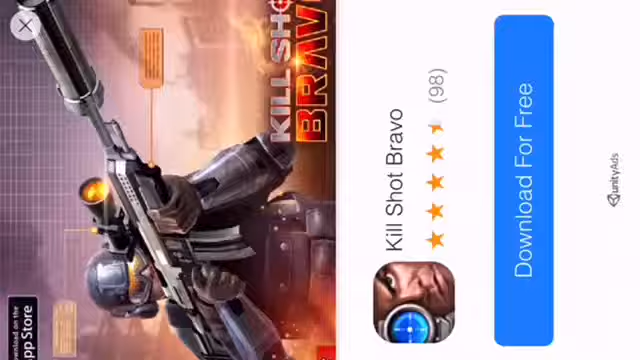 KILL SHOT
BRAVO
Download on the
App Store
Kill Shot Bravo
(98)
Download For Free
unityAds